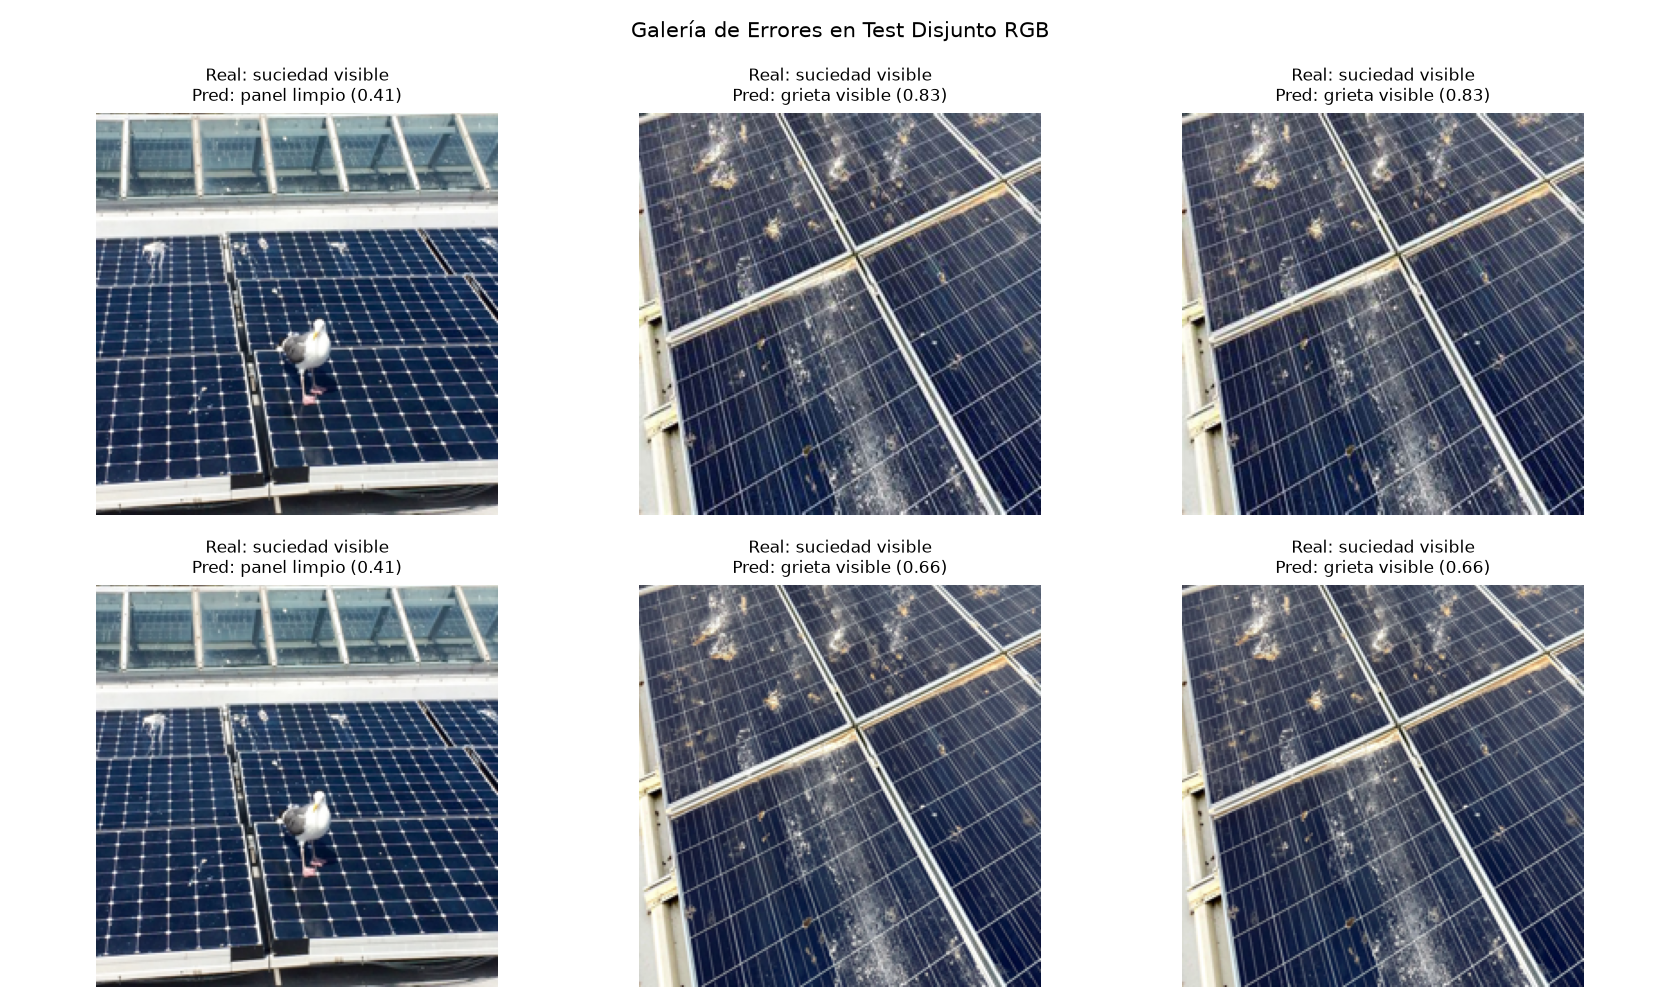 Galería de Errores en Test Disjunto RGB
Real: suciedad visible
Pred: panel limpio (0.41)
Real: suciedad visible
Pred: grieta visible (0.83)
Real: suciedad visible
Pred: grieta visible (0.83)
Real: suciedad visible
Pred: panel limpio (0.41)
Real: suciedad visible
Pred: grieta visible (0.66)
Real: suciedad visible
Pred: grieta visible (0.66)